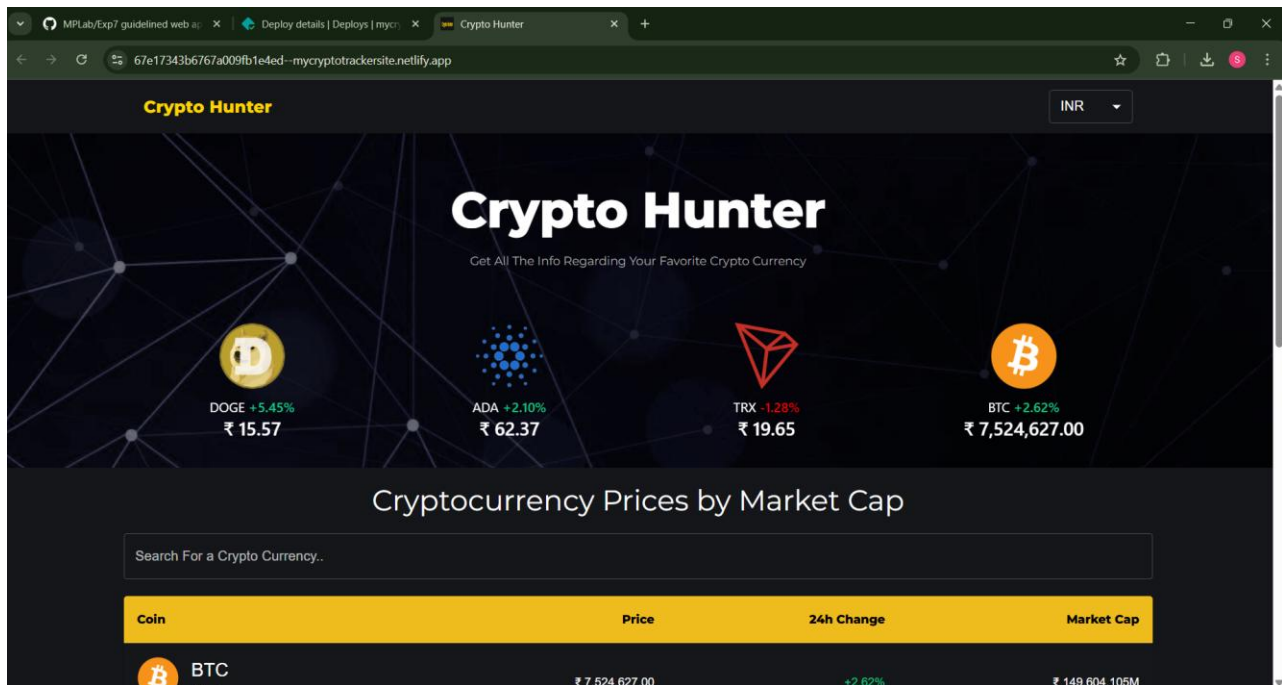 MPLab/Exp7 guidelined web ap
Deploy details | Deploys | mycry
Crypto Hunter
67e17343b6767a009fb1e4ed--mycryptotrackersite.netlify.app
S
Crypto Hunter
INR
Crypto Hunter
Get All The Info Regarding Your Favorite Crypto Currency
DOGE +5.45%
₹ 15.57
ADA +2.10%
₹ 62.37
TRX -1.28%
₹ 19.65
BTC +2.62%
₹ 7,524,627.00
Cryptocurrency Prices by Market Cap
Search For a Crypto Currency..
Coin Price 24h Change Market Cap
BTC
₹ 7,524,627.00 +2.62% ₹ 149,604,105M